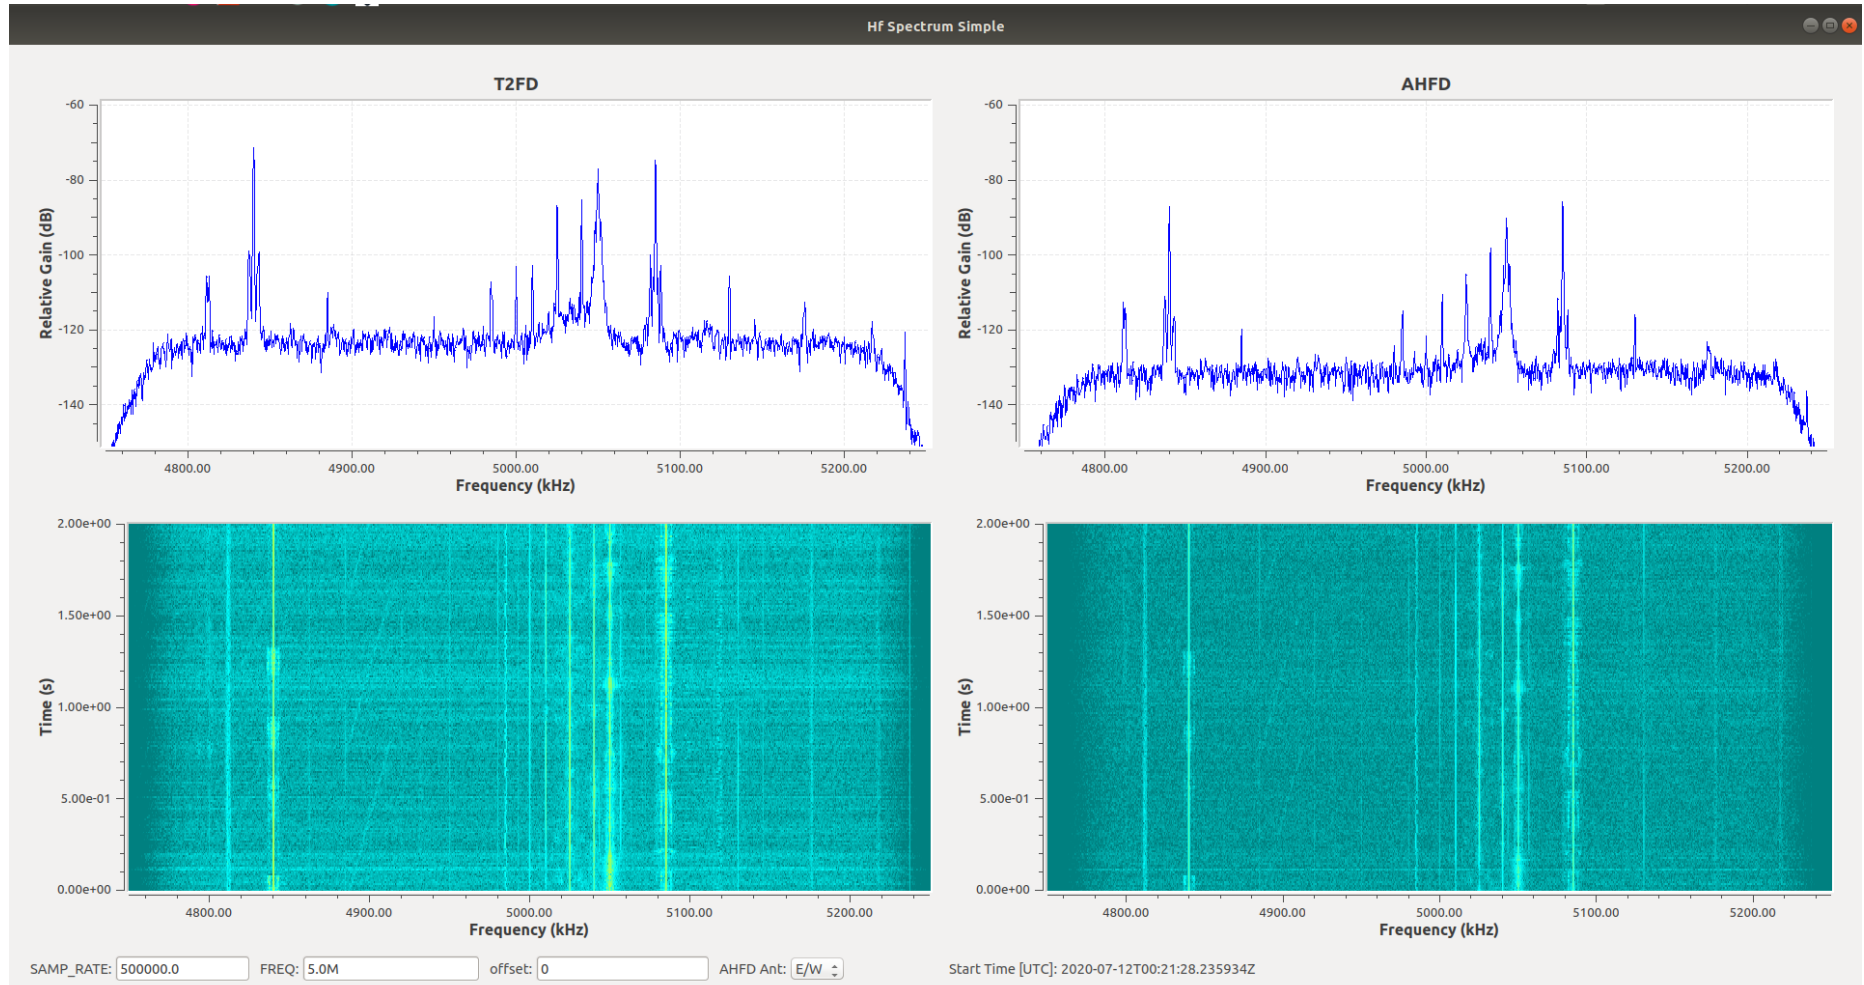 Hf Spectrum Simple
T2FD
-60
-80
-100
-120
-140
Relative Gain (dB)
4800.00 4900.00 5000.00 5100.00 5200.00
Frequency (kHz)
AHFD
-60
-80
-100
-120
-140
Relative Gain (dB)
4800.00 4900.00 5000.00 5100.00 5200.00
Frequency (kHz)
2.00e+00
1.50e+00
1.00e+00
5.00e-01
0.00e+00
Time (s)
4800.00 4900.00 5000.00 5100.00 5200.00
Frequency (kHz)
2.00e+00
1.50e+00
1.00e+00
5.00e-01
0.00e+00
Time (s)
4800.00 4900.00 5000.00 5100.00 5200.00
Frequency (kHz)
SAMP_RATE: 500000.0 FREQ: 5.0M offset: 0 AHFD Ant: E/W Start Time [UTC]: 2020-07-12T00:21:28.235934Z